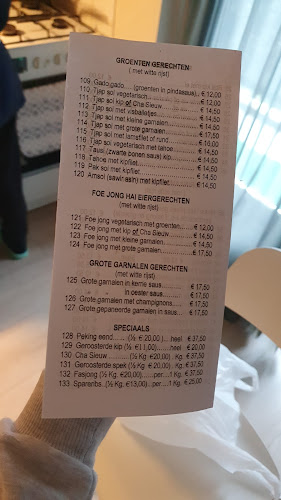 GROENTEN GERECHTEN
( met witte rijst)
109 Gado gado.....(groenten in pindasaus).. € 12,00
110 Tjap soi vegetarisch € 12,00
111 Tjap soi kip of Cha Sieuw € 14,50
112 Tjap soi met visballetjes € 14,50
113 Tjap soi met kleine garnalen € 14,50
114 Tjap soi met grote garnalen € 17,50
115 Tjap soi met lamsfilet of rund € 16,00
116 Tjap soi vegetarisch met tahoe € 14,50
117 Tausi (zwarte bonen saus) kip € 14,50
118 Tahoe met kipfilet € 14,50
119 Pak soi met kipfilet € 14,50
120 Amsoi (sawi asin) met kipfilet € 14,50
FOE JONG HAI EIERGERECHTEN
(met witte rijst)
121 Foe jong vegetarisch met groenten € 12,00
122 Foe jong met kip of Cha Sieuw € 14,50
123 Foe jong met kleine garnalen € 14,50
124 Foe jong met grote garnalen € 17,50
GROTE GARNALEN GERECHTEN
(met witte rijst)
125 Grote garnalen in kerrie saus € 17,50
in oester saus € 17,50
126 Grote garnalen met champignons € 17,50
127 Grote gepaneerde garnalen in saus € 17,50
SPECIAALS
128 Peking eend (½ € 20,00 ) heel € 37,50
129 Geroosterde kip (½ €11,00) heel € 20,00
130 Cha Sieuw (½ Kg €20,00) Kg. € 37,50
131 Geroosterde spek (½ Kg. € 20,00) Kg. € 37,50
132 Fasjong (½ Kg. €20,00) per 1 Kg. € 37,50
133 Spareribs (½ Kg. €13,00) per 1 Kg. € 25,00